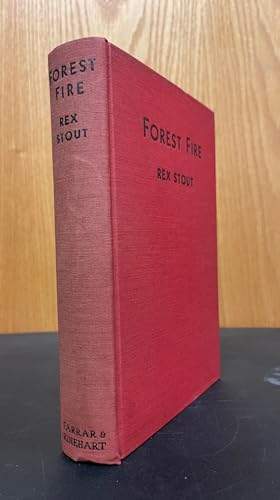 FOREST
FIRE
REX
STOUT
FARRAR &
RINEHART
FOREST FIRE
REX STOUT